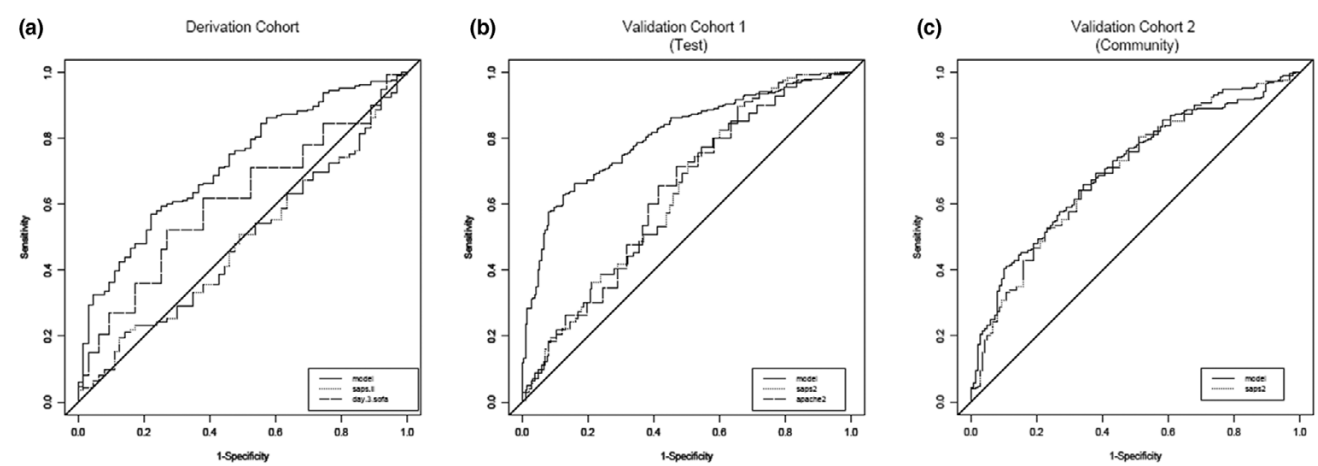 (a)
Derivation Cohort
Sensitivity
1.0
0.8
0.6
0.4
0.2
0.0
model
saps.II
day.3.sofa
0.0 0.2 0.4 0.6 0.8 1.0
1-Specificity
(b)
Validation Cohort 1
(Test)
Sensitivity
1.0
0.8
0.6
0.4
0.2
0.0
model
saps2
apache2
0.0 0.2 0.4 0.6 0.8 1.0
1-Specificity
(c)
Validation Cohort 2
(Community)
Sensitivity
1.0
0.8
0.6
0.4
0.2
0.0
model
saps2
0.0 0.2 0.4 0.6 0.8 1.0
1-Specificity